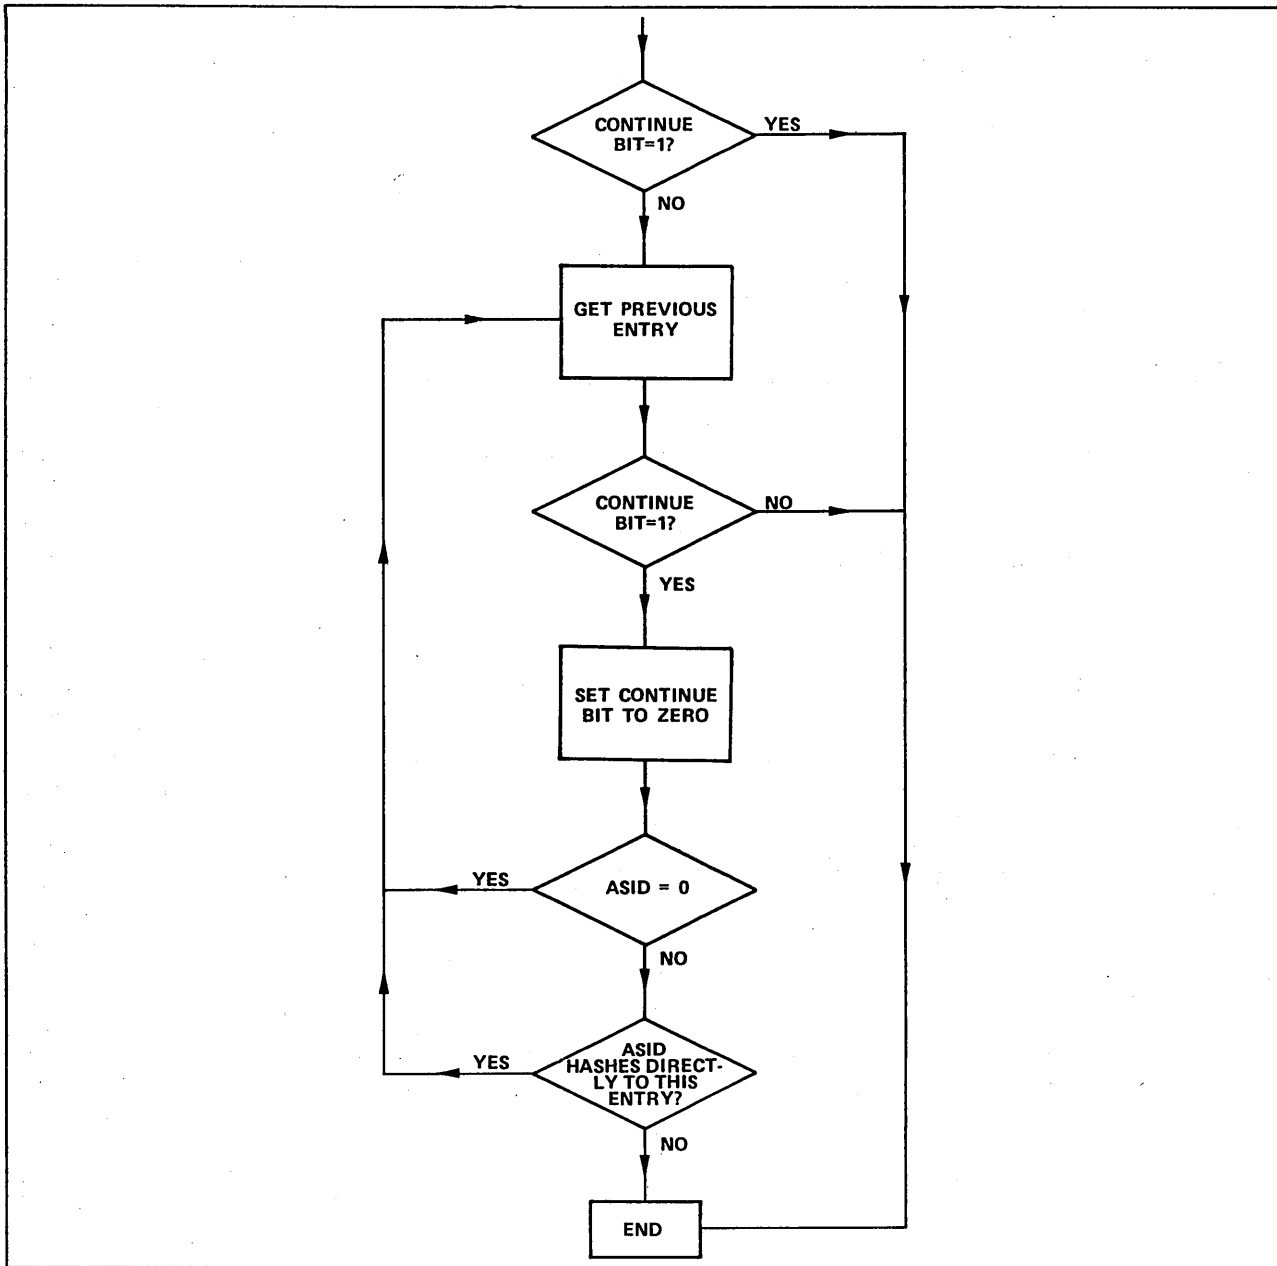 CONTINUE
BIT=1?
YES
NO
GET PREVIOUS
ENTRY
CONTINUE
BIT=1?
NO
YES
SET CONTINUE
BIT TO ZERO
YES
ASID = 0
NO
YES
ASID
HASHES DIRECT-
LY TO THIS
ENTRY?
NO
END